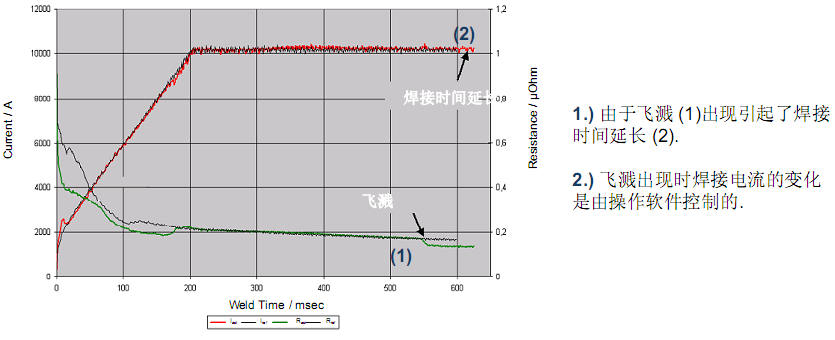 12000
10000
8000
6000
4000
2000
0
Current / A
1,2
1
0,8
0,6
0,4
0,2
0
Resistance / µOhm
0 100 200 300 400 500 600
Weld Time / msec
(2)
焊接时间延长
飞溅
(1)
1.) 由于飞溅 (1)出现引起了焊接
时间延长 (2).
2.) 飞溅出现时焊接电流的变化
是由操作软件控制的.